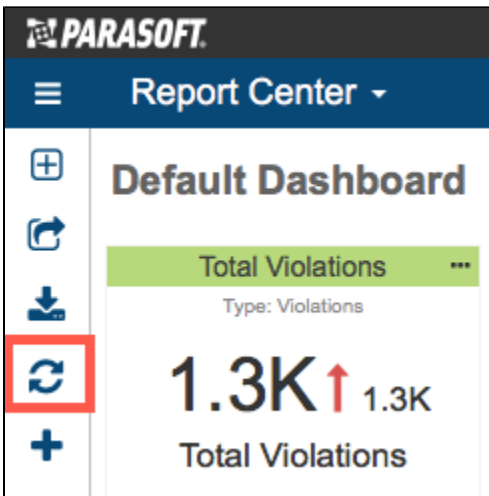 PARASOFT.
Report Center
Default Dashboard
Total Violations
Type: Violations
1.3K 1.3K
Total Violations